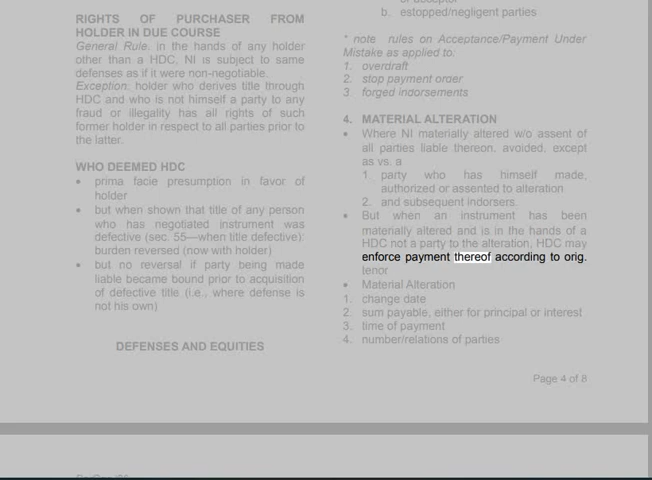 RIGHTS OF PURCHASER FROM
HOLDER IN DUE COURSE
General Rule. in the hands of any holder
other than a HDC, NI is subject to same
defenses as if it were non-negotiable.
Exception: holder who derives title through
HDC and who is not himself a party to any
fraud or illegality has all rights of such
former holder in respect to all parties prior to
the latter.
WHO DEEMED HDC
• prima facie presumption in favor of
holder
• but when shown that title of any person
who has negotiated instrument was
defective (sec. 55—when title defective):
burden reversed (now with holder)
• but no reversal if party being made
liable became bound prior to acquisition
of defective title (i.e., where defense is
not his own)
DEFENSES AND EQUITIES
b. estopped/negligent parties
* note rules on Acceptance/Payment Under
Mistake as applied to:
1. overdraft
2. stop payment order
3 forged indorsements
4. MATERIAL ALTERATION
• Where NI materially altered w/o assent of
all parties liable thereon. avoided, except
as vs. a
1. party who has himself made,
authorized or assented to alteration
2. and subsequent indorsers.
• But when an instrument has been
materially altered and is in the hands of a
HDC not a party to the alteration, HDC may
enforce payment thereof according to orig.
tenor
• Material Alteration
1. change date
2. sum payable, either for principal or interest
3. time of payment
4. number/relations of parties
Page 4 of 8